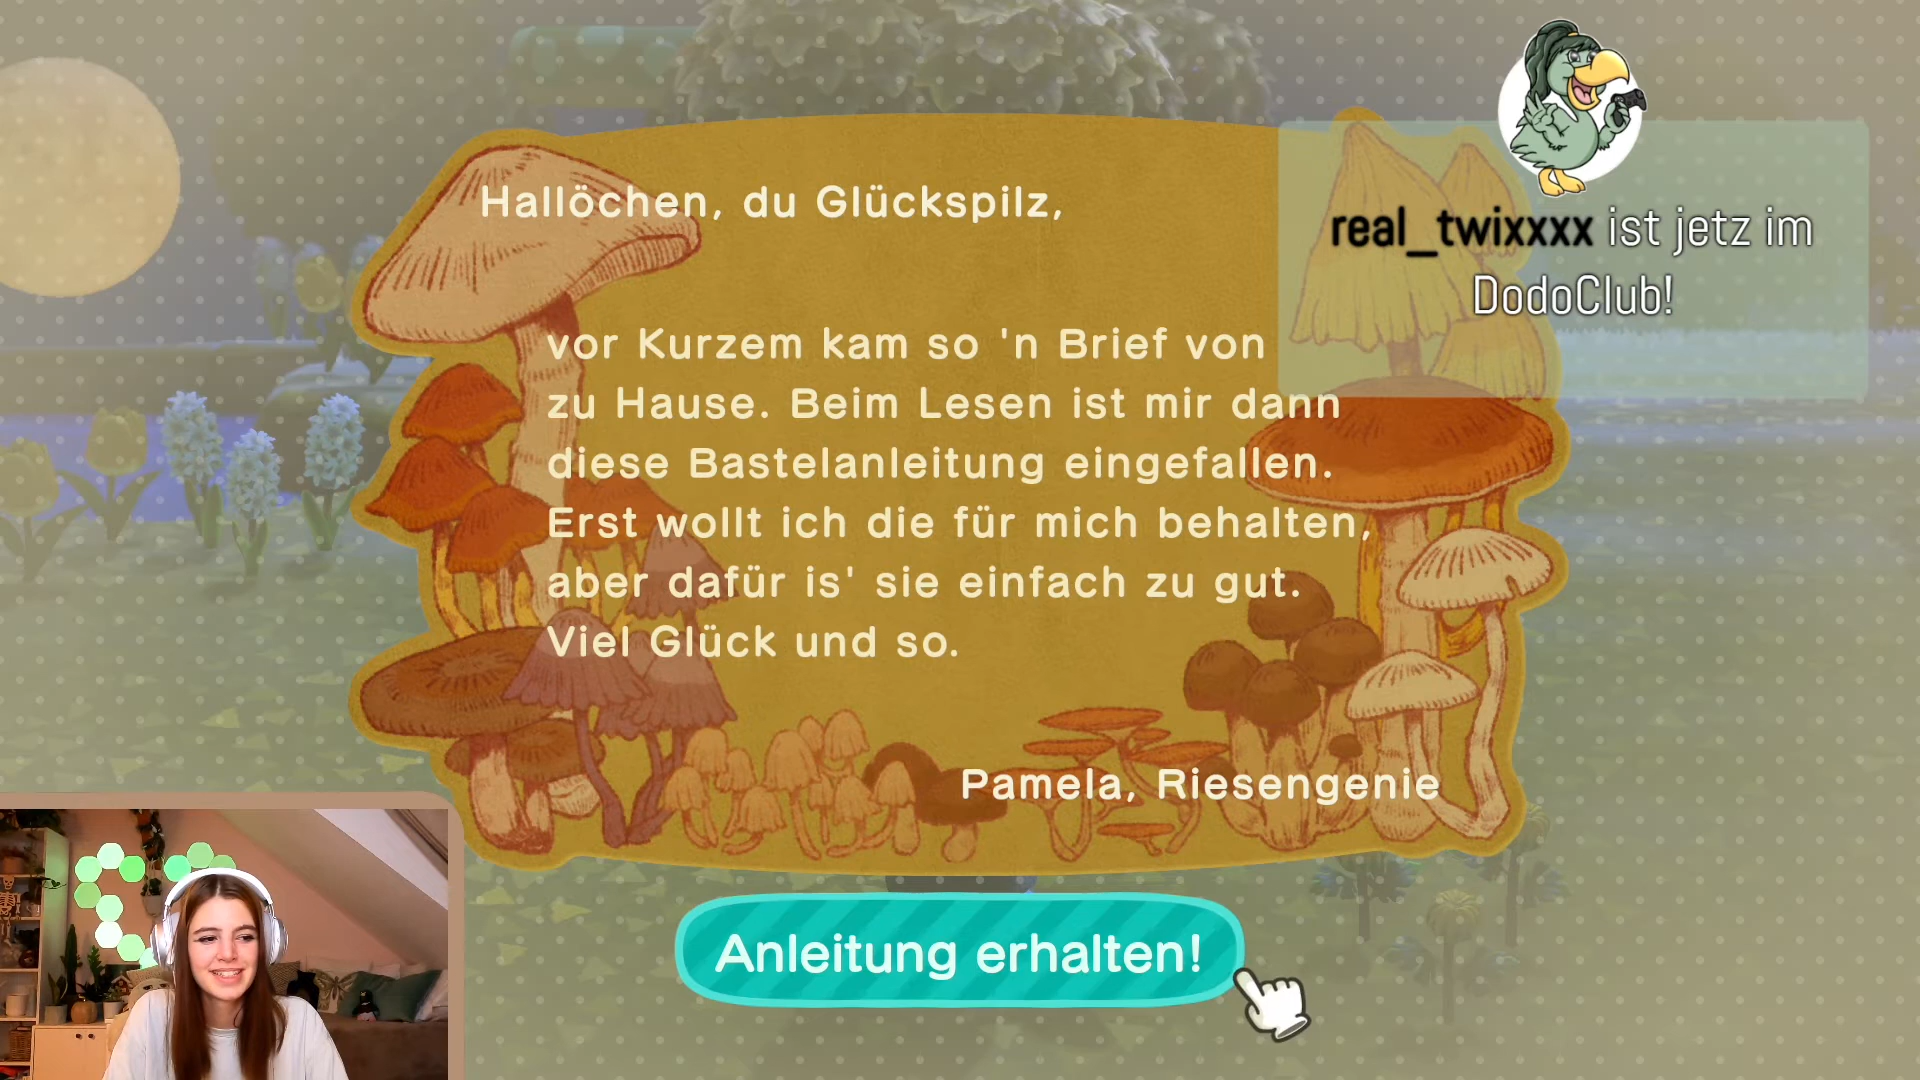 Hallöchen, du Glückspilz,
real_twixxxx ist jetz im
DodoClub!
vor Kurzem kam so 'n Brief von
zu Hause. Beim Lesen ist mir dann
diese Bastelanleitung eingefallen.
Erst wollt ich die für mich behalten,
aber dafür is' sie einfach zu gut.
Viel Glück und so.
Pamela, Riesengenie
Anleitung erhalten!